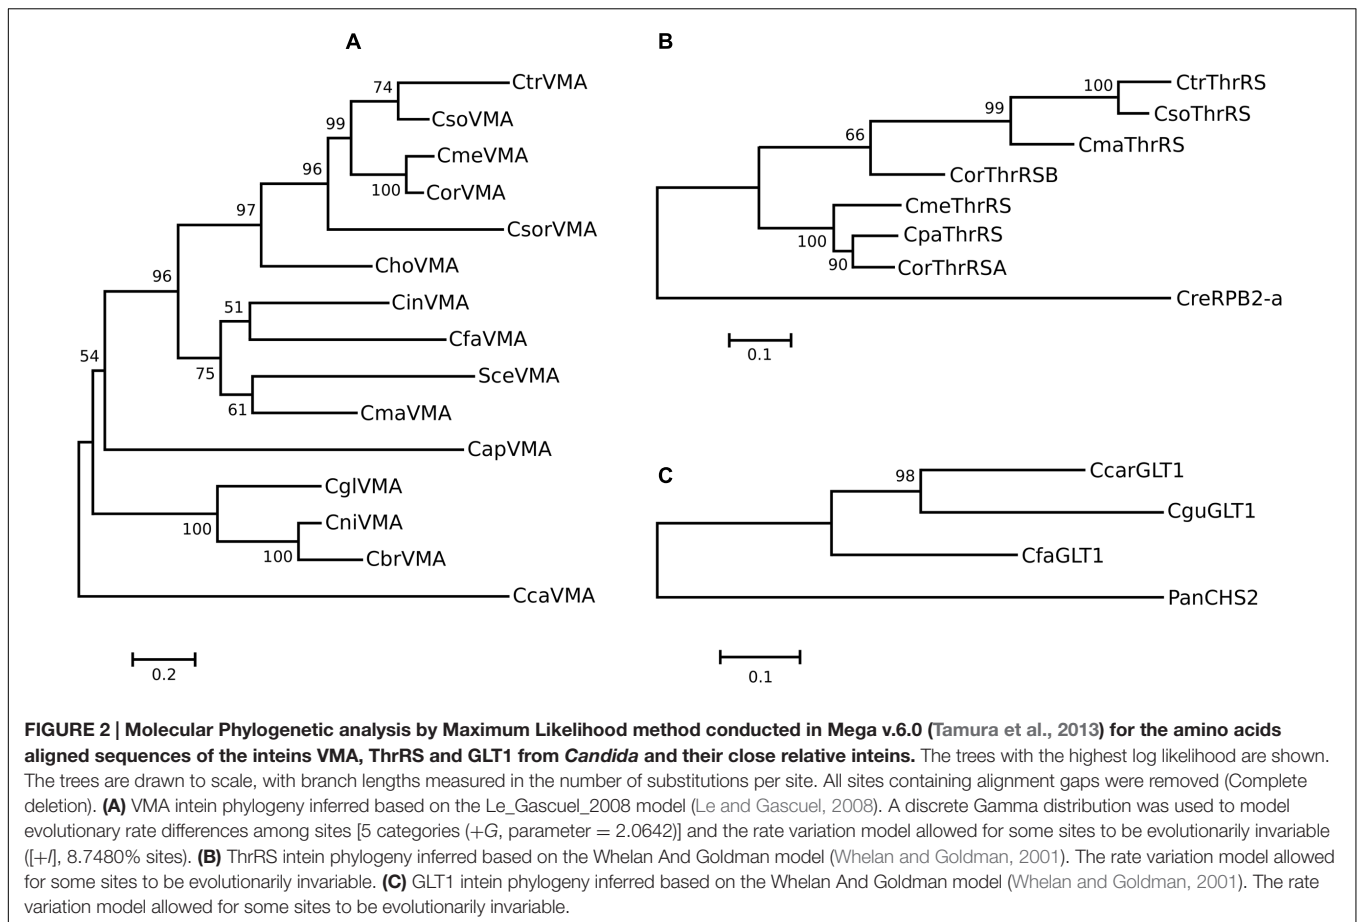 A
74
CtrVMA
CsoVMA
99
CmeVMA
96
100
CorVMA
97
CsorVMA
96
ChoVMA
51
CinVMA
CfaVMA
54
75
SceVMA
61
CmaVMA
CapVMA
CglVMA
100
CniVMA
100
CbrVMA
CcaVMA
0.2
B
100
CtrThrRS
99
CsoThrRS
66
CmaThrRS
CorThrRSB
CmeThrRS
100
CpaThrRS
90
CorThrRSA
CreRPB2-a
0.1
C
98
CcarGLT1
CguGLT1
CfaGLT1
PanCHS2
0.1
FIGURE 2 | Molecular Phylogenetic analysis by Maximum Likelihood method conducted in Mega v.6.0 (Tamura et al., 2013) for the amino acids
aligned sequences of the inteins VMA, ThrRS and GLT1 from Candida and their close relative inteins. The trees with the highest log likelihood are shown.
The trees are drawn to scale, with branch lengths measured in the number of substitutions per site. All sites containing alignment gaps were removed (Complete
deletion). (A) VMA intein phylogeny inferred based on the Le_Gascuel_2008 model (Le and Gascuel, 2008). A discrete Gamma distribution was used to model
evolutionary rate differences among sites [5 categories (+G, parameter = 2.0642)] and the rate variation model allowed for some sites to be evolutionarily invariable
([+I], 8.7480% sites). (B) ThrRS intein phylogeny inferred based on the Whelan And Goldman model (Whelan and Goldman, 2001). The rate variation model allowed
for some sites to be evolutionarily invariable. (C) GLT1 intein phylogeny inferred based on the Whelan And Goldman model (Whelan and Goldman, 2001). The rate
variation model allowed for some sites to be evolutionarily invariable.